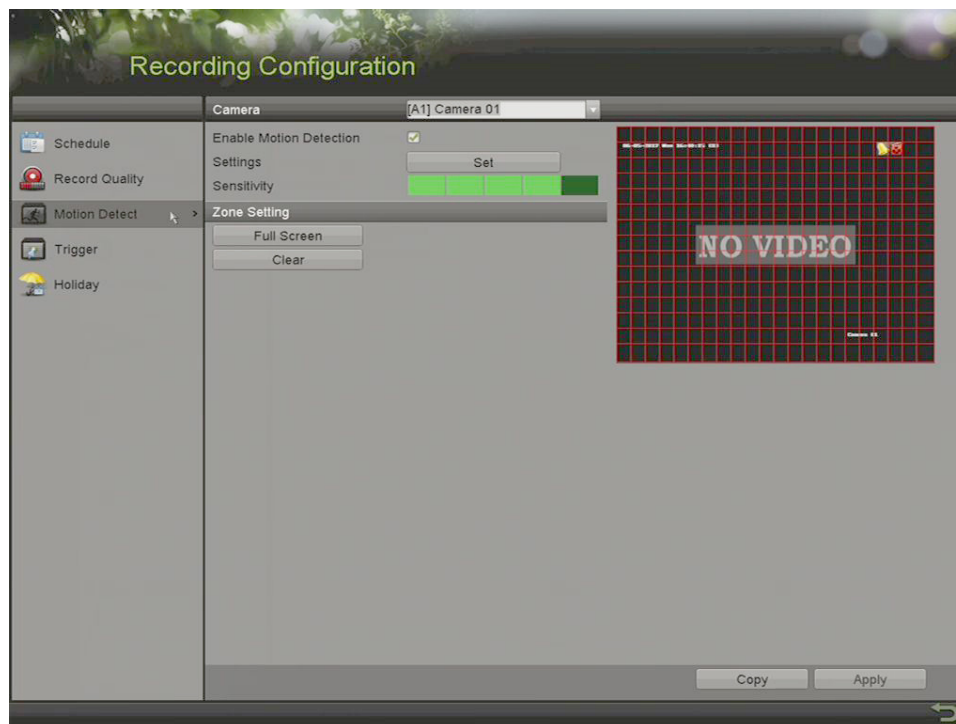 Recording Configuration
Camera
[A1] Camera 01
Schedule
Record Quality
Motion Detect
Trigger
Holiday
Enable Motion Detection
Settings
Set
Sensitivity
Zone Setting
Full Screen
Clear
NO VIDEO
Copy
Apply